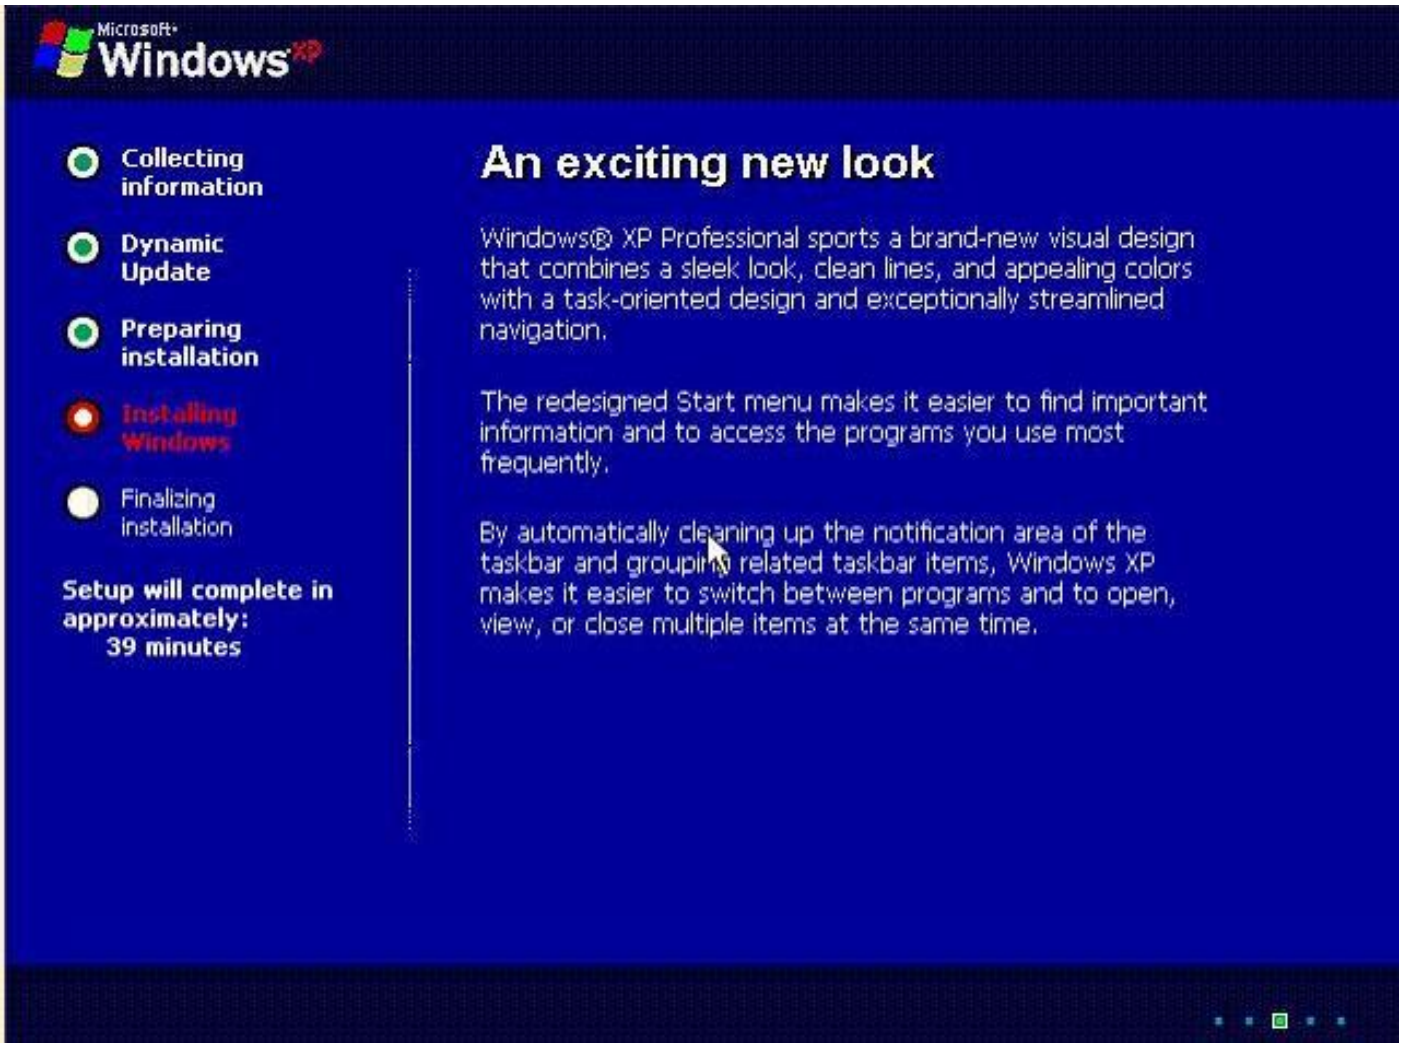 Microsoft®
Windows XP
Collecting
information
Dynamic
Update
Preparing
installation
Installing
Windows
Finalizing
installation
Setup will complete in
approximately:
39 minutes
An exciting new look
Windows® XP Professional sports a brand-new visual design
that combines a sleek look, clean lines, and appealing colors
with a task-oriented design and exceptionally streamlined
navigation.
The redesigned Start menu makes it easier to find important
information and to access the programs you use most
frequently.
By automatically cleaning up the notification area of the
taskbar and grouping related taskbar items, Windows XP
makes it easier to switch between programs and to open,
view, or close multiple items at the same time.